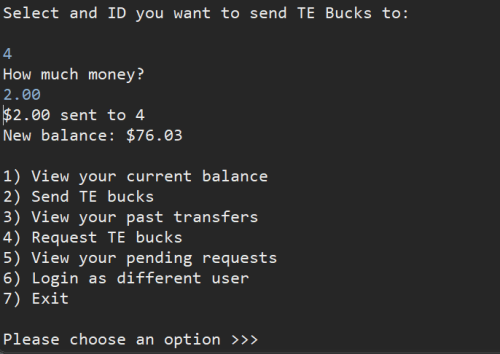 Select and ID you want to send TE Bucks to:
4
How much money?
2.00
$2.00 sent to 4
New balance: $76.03
1) View your current balance
2) Send TE bucks
3) View your past transfers
4) Request TE bucks
5) View your pending requests
6) Login as different user
7) Exit
Please choose an option >>>